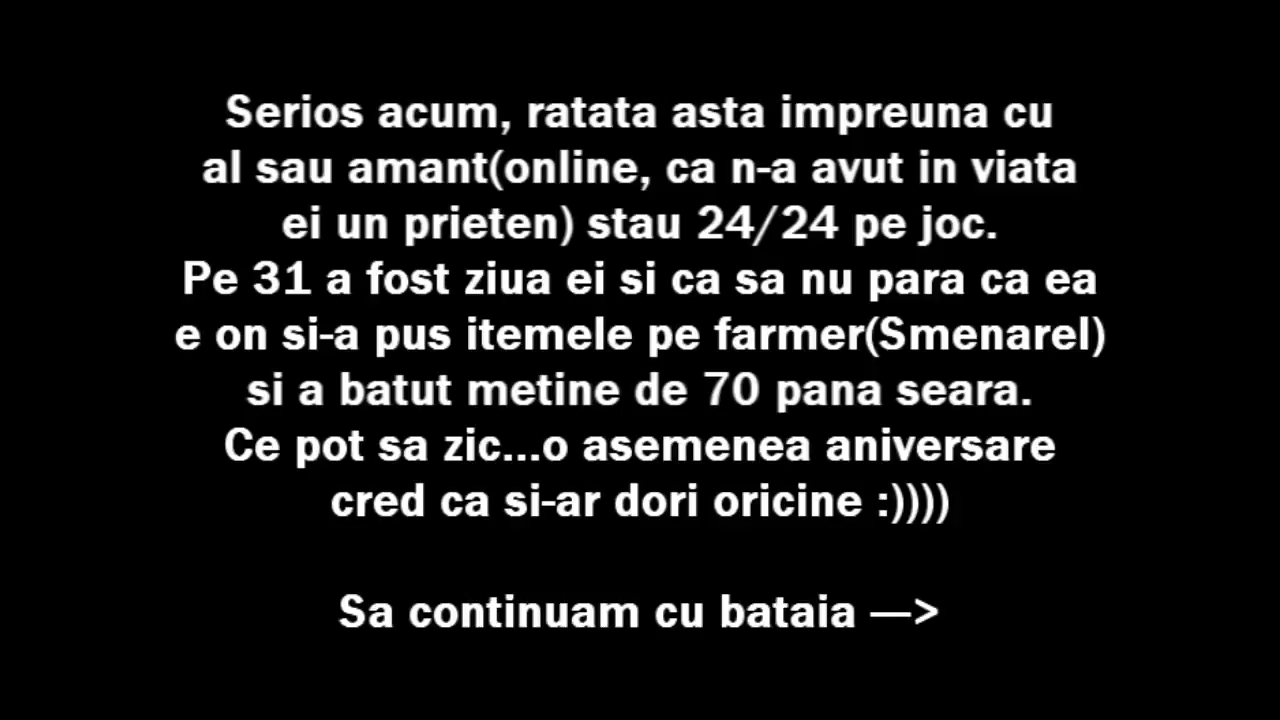 Serios acum, ratata asta impreuna cu
al sau amant(online, ca n-a avut in viata
ei un prieten) stau 24/24 pe joc.
Pe 31 a fost ziua ei si ca sa nu para ca ea
e on si-a pus itemele pe farmer(Smenarel)
si a batut metine de 70 pana seara.
Ce pot sa zic...o asemenea aniversare
cred ca si-ar dori oricine :))))
Sa continuam cu bataia —>